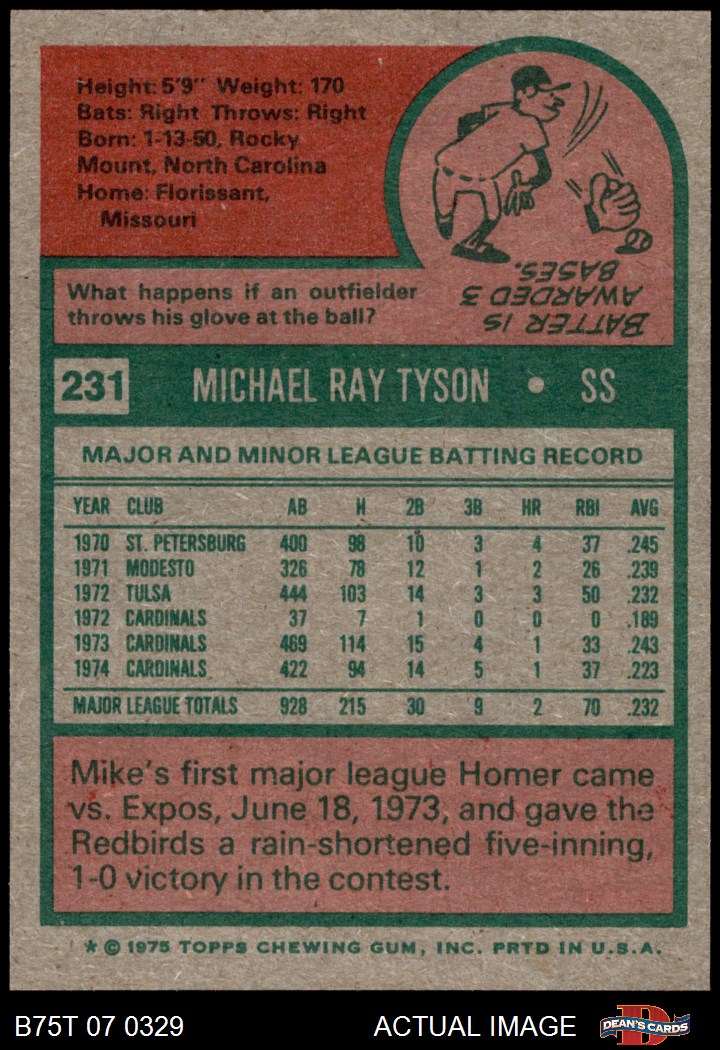 Height: 5'9" Weight: 170
Bats: Right Throws: Right
Born: 1-13-50, Rocky
Mount, North Carolina
Home: Florissant,
Missouri
What happens if an outfielder
throws his glove at the ball?
BATTER IS
AWARDED 3
BASES.
231 MICHAEL RAY TYSON • SS
MAJOR AND MINOR LEAGUE BATTING RECORD
YEAR CLUB AB H 2B 3B HR RBI AVG
1970 ST. PETERSBURG 400 98 10 3 4 37 .245
1971 MODESTO 326 78 12 1 2 26 .239
1972 TULSA 444 103 14 3 3 50 .232
1972 CARDINALS 37 7 1 0 0 0 .189
1973 CARDINALS 469 114 15 4 1 33 .243
1974 CARDINALS 422 94 14 5 1 37 .223
MAJOR LEAGUE TOTALS 928 215 30 9 2 70 .232
Mike's first major league Homer came
vs. Expos, June 18, 1973, and gave the
Redbirds a rain-shortened five-inning,
1-0 victory in the contest.
* © 1975 TOPPS CHEWING GUM, INC. PRTD IN U.S.A.
B75T 07 0329 ACTUAL IMAGE D DEAN'S CARDS